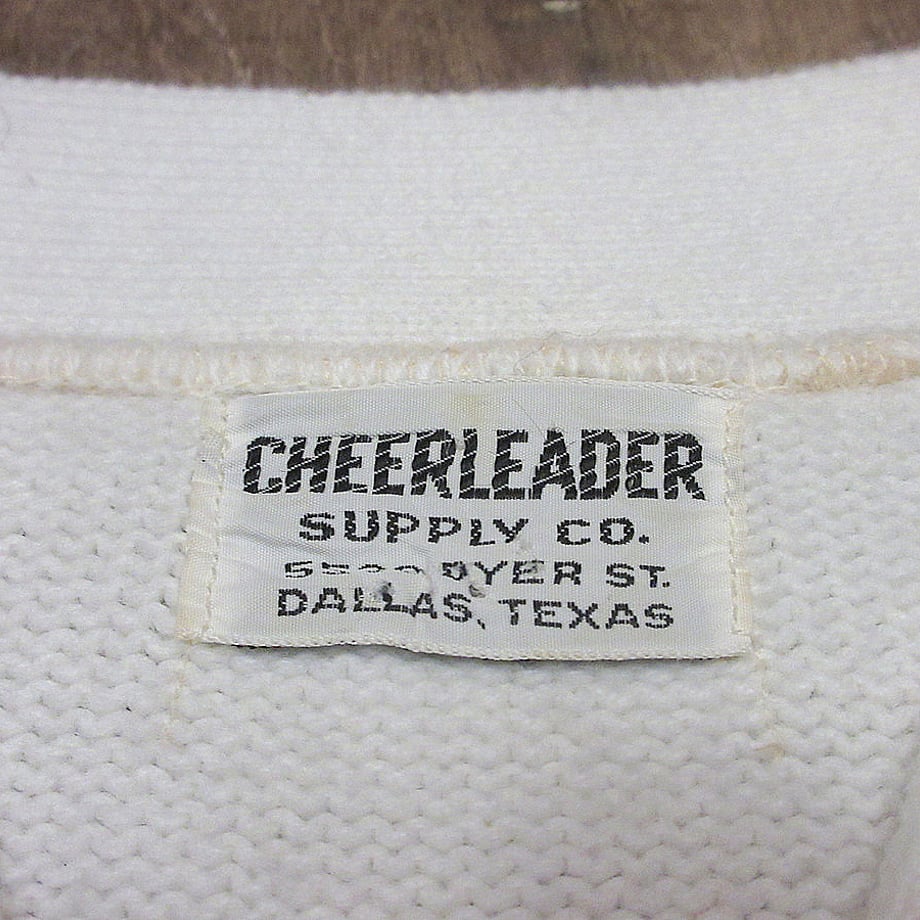 CHEERLEADER
SUPPLY CO.
DYER ST.
DALLAS, TEXAS